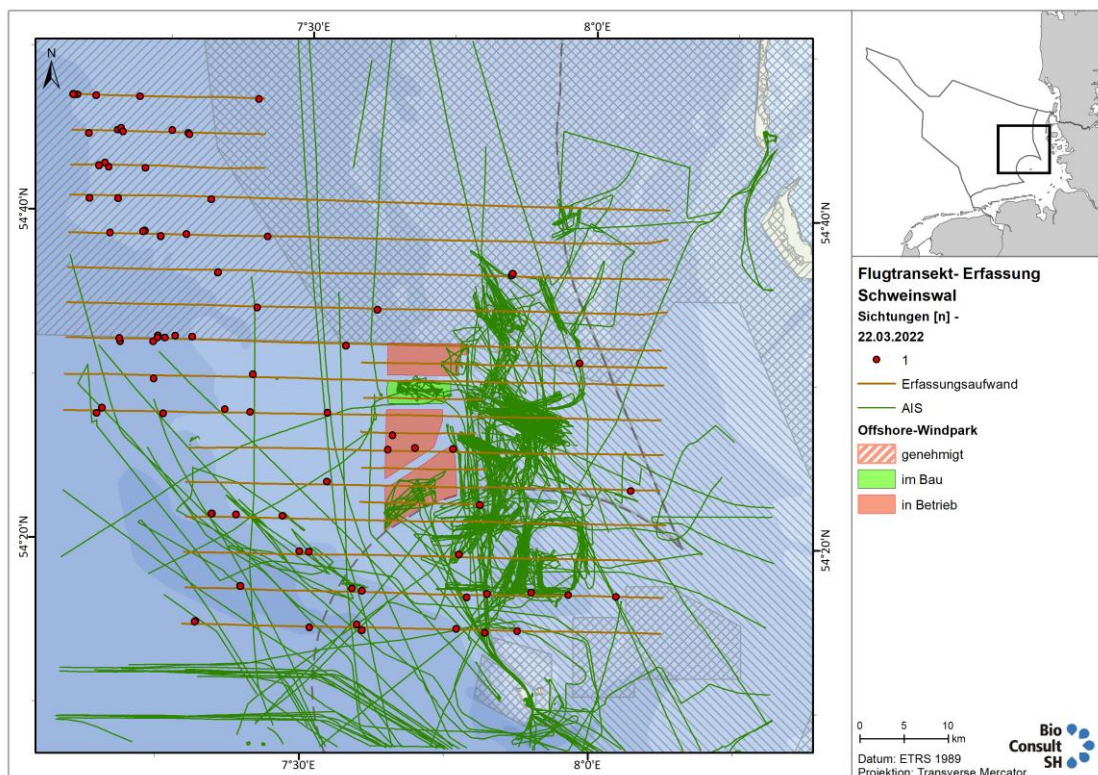 7°30'E
8°0'E
N
54°40'N
54°40'N
54°20'N
54°20'N
7°30'E
8°0'E
Flugtransekt- Erfassung
Schweinswal
Sichtungen [n] -
22.03.2022
1
Erfassungsaufwand
AIS
Offshore-Windpark
genehmigt
im Bau
in Betrieb
0 5 10
km
Datum: ETRS 1989
Projektion: Transverse Mercator
Bio
Consult
SH